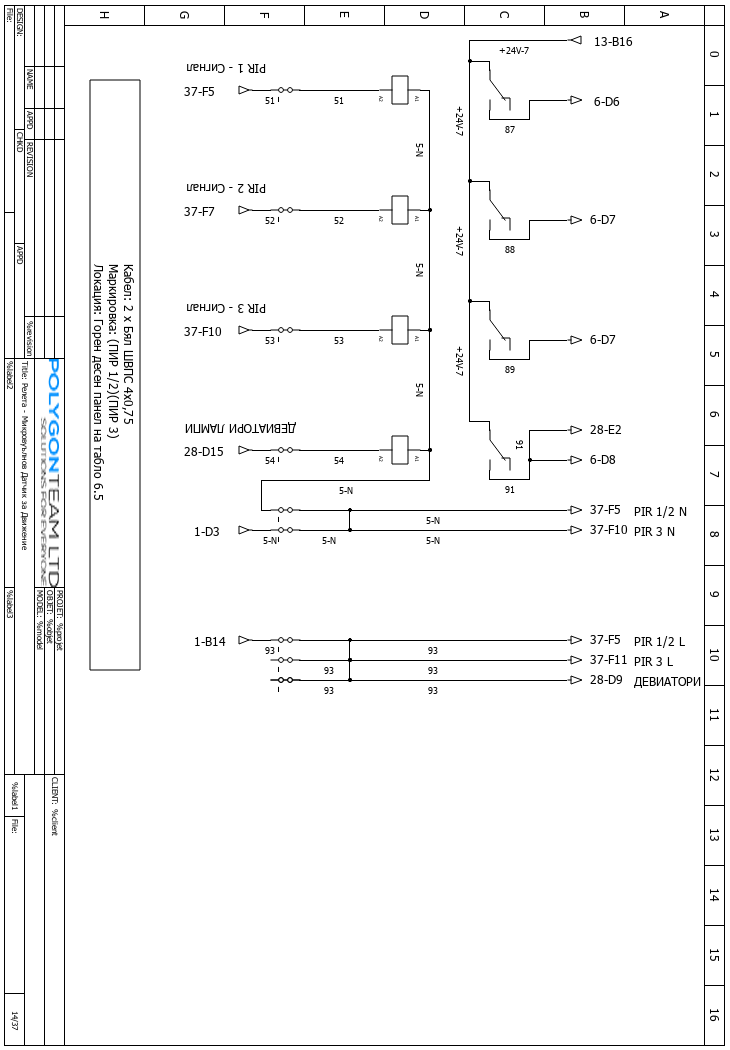 H G F E D C B A
0
1
2
3
4
5
6
7
8
9
10
11
12
13
14
15
16
+24V-7
13-B16
PIR - 1 Сигнал
37-F5
51
51
A2
A1
+24V-7
87
6-D6
5-N
PIR - 2 Сигнал
37-F7
52
52
A2
A1
+24V-7
88
6-D7
5-N
PIR - 3 Сигнал
37-F10
53
53
A2
A1
+24V-7
89
6-D7
5-N
ДЕВИАТОРИ ЛАМПИ
28-D15
54
54
A2
A1
91
91
28-E2
6-D8
5-N
5-N
37-F5 PIR 1/2 N
1-D3
5-N
5-N
5-N
37-F10 PIR 3 N
1-B14
93
93
37-F5 PIR 1/2 L
93
93
37-F11 PIR 3 L
93
93
28-D9 ДЕВИАТОРИ
Кабел: 2 x Бял ШВПС 4x0,75
Маркировка: (ПИР 1/2)(ПИР 3)
Локация: Горен десен панел на табло 6.5
NAME
APPD
REVISION
%revision
DESIGN:
CHKD
APPD
File:
POLYGONTEAM LTD
SOLUTIONS FOR EVERYONE
Title: Релета - Микровълнов Датчик за Движение
%label2
PROJET: %projet
OBJET: %objet
MODEL: %model
%label3
CLIENT: %client
%label1
File:
14/37